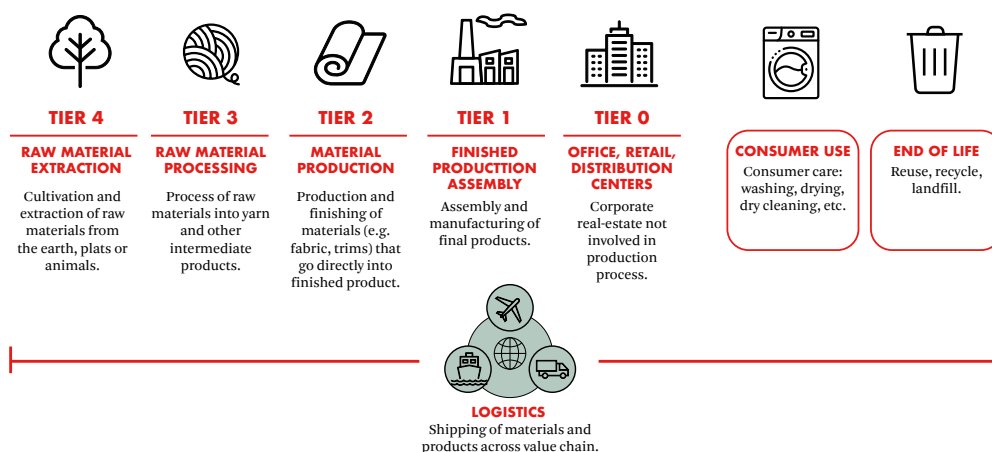 TIER 4
RAW MATERIAL
EXTRACTION
Cultivation and
extraction of raw
materials from
the earth, plats or
animals.
TIER 3
RAW MATERIAL
PROCESSING
Process of raw
materials into yarn
and other
intermediate
products.
TIER 2
MATERIAL
PRODUCTION
Production and
finishing of
materials (e.g.
fabric, trims) that
go directly into
finished product.
TIER 1
FINISHED
PRODUCTTION
ASSEMBLY
Assembly and
manufacturing of
final products.
TIER 0
OFFICE, RETAIL,
DISTRIBUTION
CENTERS
Corporate
real-estate not
involved in
production
process.
CONSUMER USE
Consumer care:
washing, drying,
dry cleaning, etc.
END OF LIFE
Reuse, recycle,
landfill.
LOGISTICS
Shipping of materials and
products across value chain.